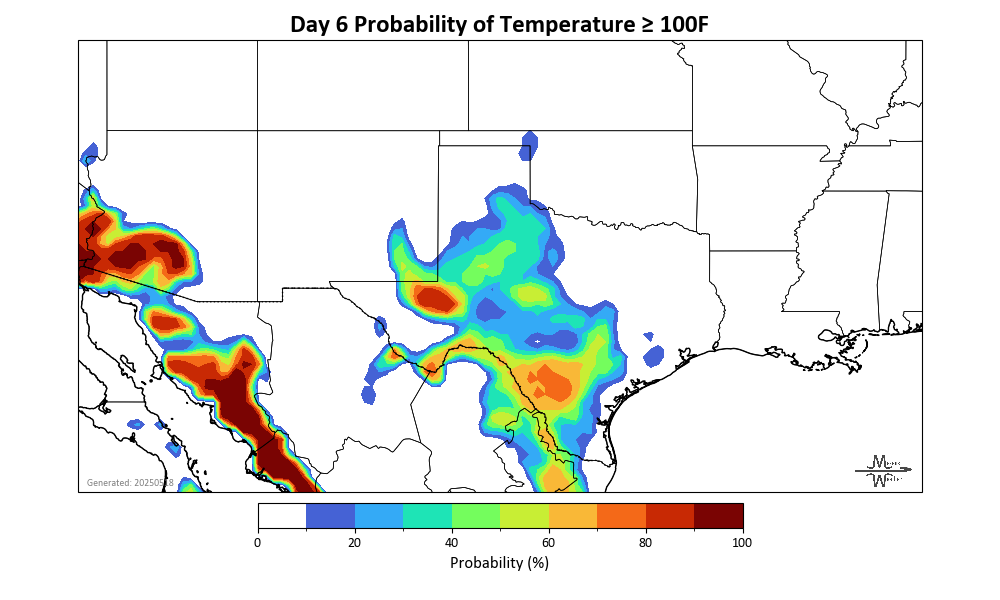 Day 6 Probability of Temperature ≥ 100F
Generated: 20250518
0 20 40 60 80 100
Probability (%)